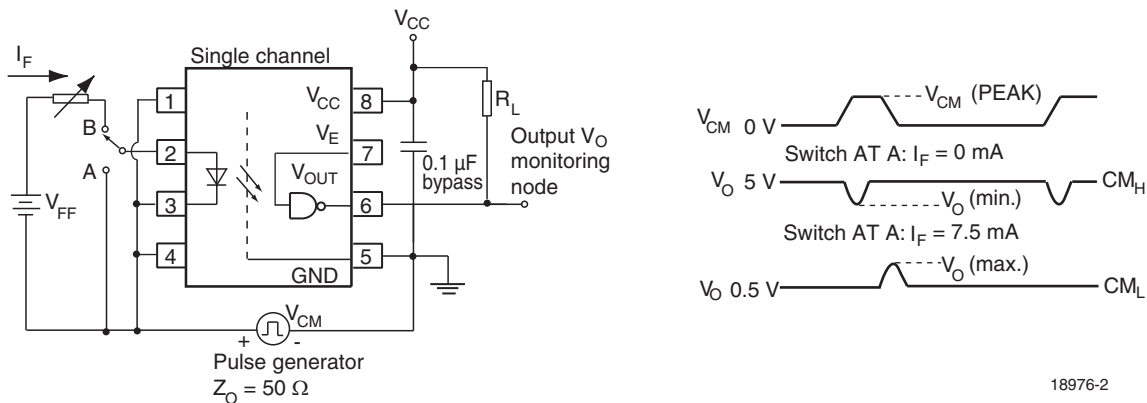 V_CC
I_F
Single channel
1
8
V_CC
R_L
B
V_E
2
7
Output V_O
monitoring
node
A
0.1 µF
bypass
V_OUT
V_FF
3
6
4
5
GND
V_CM
+
-
Pulse generator
Z_O = 50 Ω
V_CM (PEAK)
V_CM 0 V
Switch AT A: I_F = 0 mA
V_O 5 V
CM_H
V_O (min.)
Switch AT A: I_F = 7.5 mA
V_O (max.)
V_O 0.5 V
CM_L
18976-2